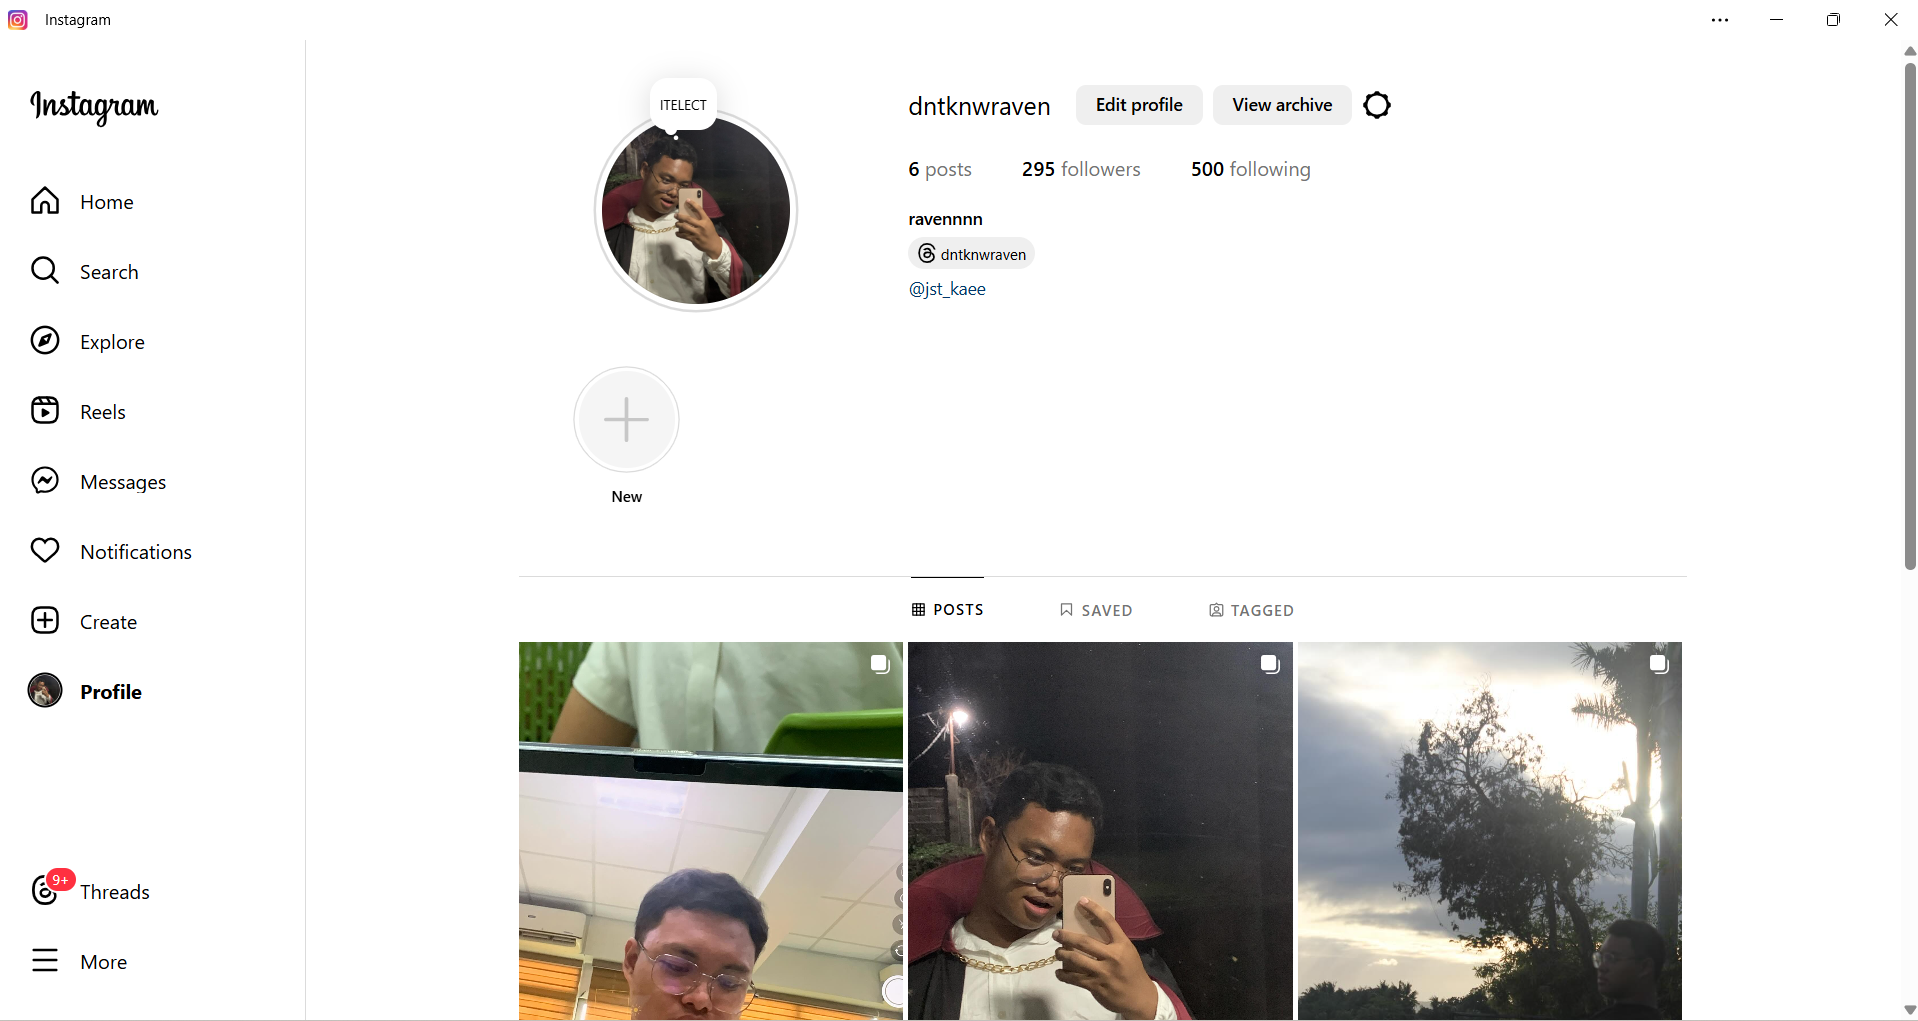 Instagram
Instagram
Home
Search
Explore
Reels
Messages
Notifications
Create
Profile
9+
Threads
More
ITELECT
dntknwraven
Edit profile
View archive
6 posts
295 followers
500 following
ravennnn
dntknwraven
@jst_kaee
New
POSTS
SAVED
TAGGED